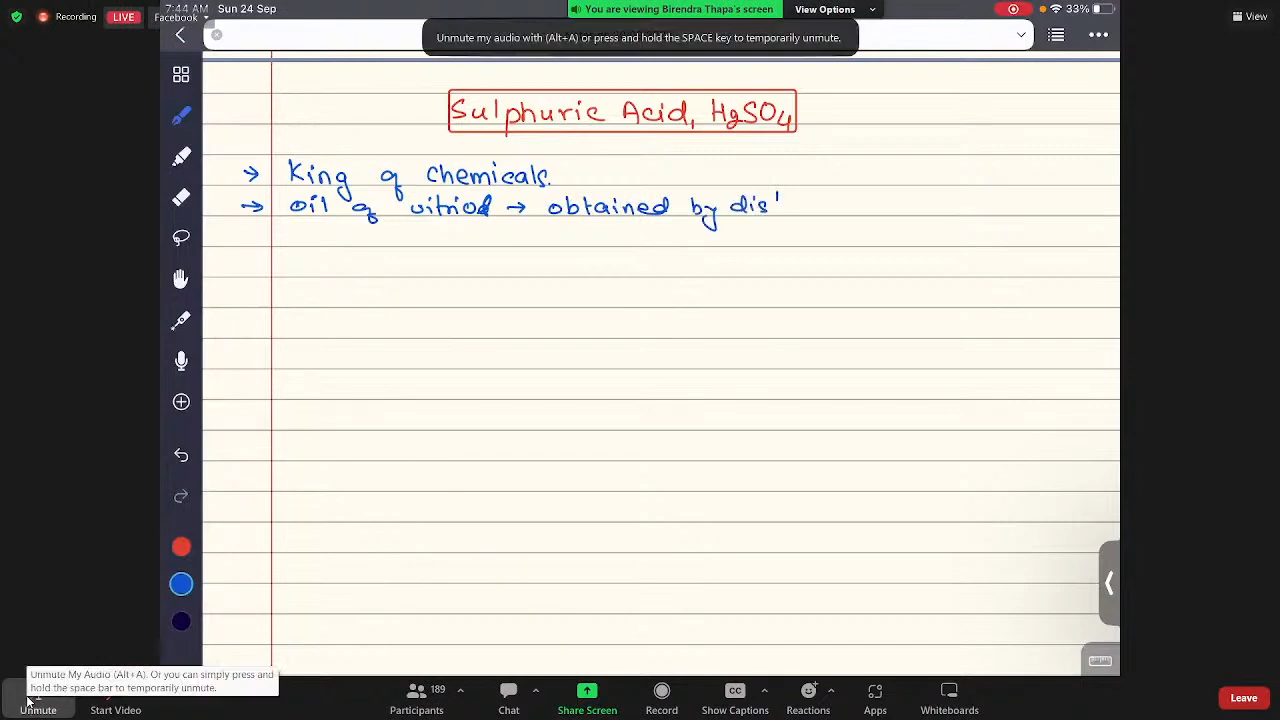 7:44 AM Sun 24 Sep
Recording LIVE Facebook
You are viewing Birendra Thapa's screen View Options
33%
View
Unmute my audio with (Alt+A) or press and hold the SPACE key to temporarily unmute.
Sulphuric Acid, H2SO4
→ King of Chemicals.
→ oil of vitriol → obtained by dis
Unmute My Audio (Alt+A). Or you can simply press and
hold the space bar to temporarily unmute.
Unmute Start Video 189 Participants Chat Share Screen Record CC Show Captions Reactions Apps Whiteboards Leave